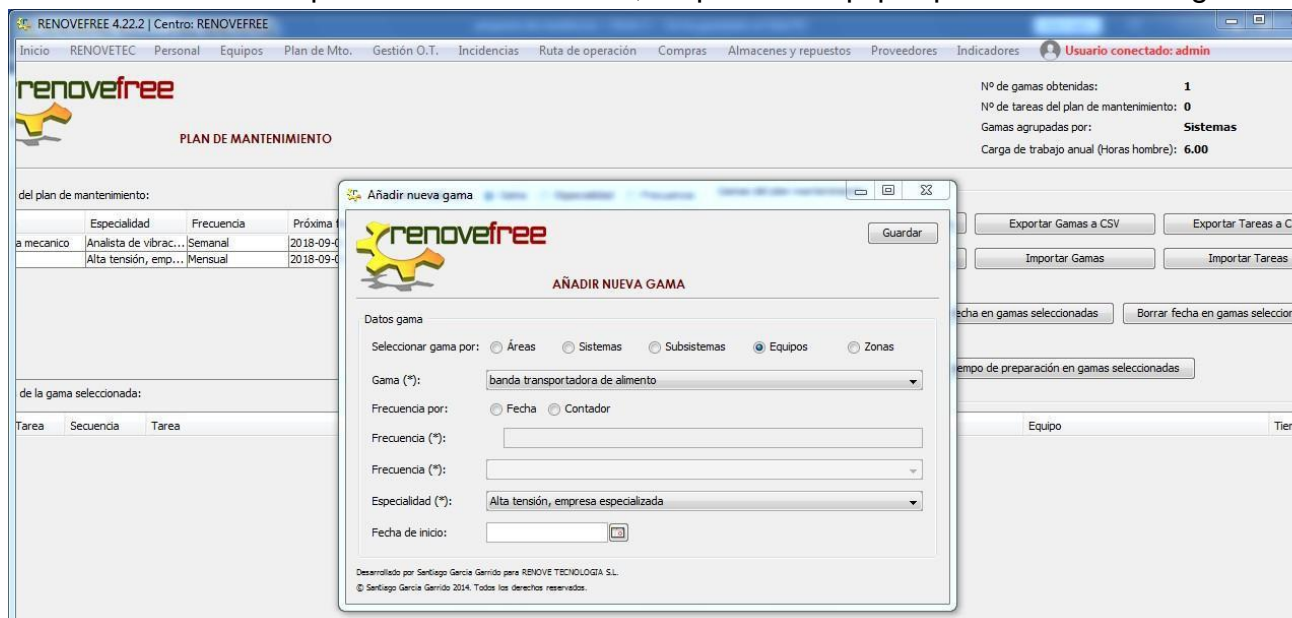 RENOVEFREE 4.22.2 | Centro: RENOVEFREE
Inicio RENOVETEC Personal Equipos Plan de Mto. Gestión O.T. Incidencias Ruta de operación Compras Almacenes y repuestos Proveedores Indicadores Usuario conectado: admin
renovefree
PLAN DE MANTENIMIENTO
Nº de gamas obtenidas: 1
Nº de tareas del plan de mantenimiento: 0
Gamas agrupadas por: Sistemas
Carga de trabajo anual (Horas hombre): 6.00
del plan de mantenimiento:
Especialidad Frecuencia Próxima
a mecanico Analista de vibrac... Semanal 2018-09-0
Alta tensión, emp... Mensual 2018-09-0
Exportar Gamas a CSV Exportar Tareas a C
Importar Gamas Importar Tareas
echa en gamas seleccionadas Borrar fecha en gamas seleccion
empo de preparación en gamas seleccionadas
de la gama seleccionada:
Tarea Secuencia Tarea Equipo Tier
Añadir nueva gama
renovefree
Guardar
AÑADIR NUEVA GAMA
Datos gama
Seleccionar gama por: Áreas Sistemas Subsistemas Equipos Zonas
Gama (*): banda transportadora de alimento
Frecuencia por: Fecha Contador
Frecuencia (*):
Frecuencia (*):
Especialidad (*): Alta tensión, empresa especializada
Fecha de inicio:
Desarrollado por Santiago Garcia Garrido para RENOVE TECNOLOGIA S.L.
© Santiago Garcia Garrido 2014. Todos los derechos reservados.